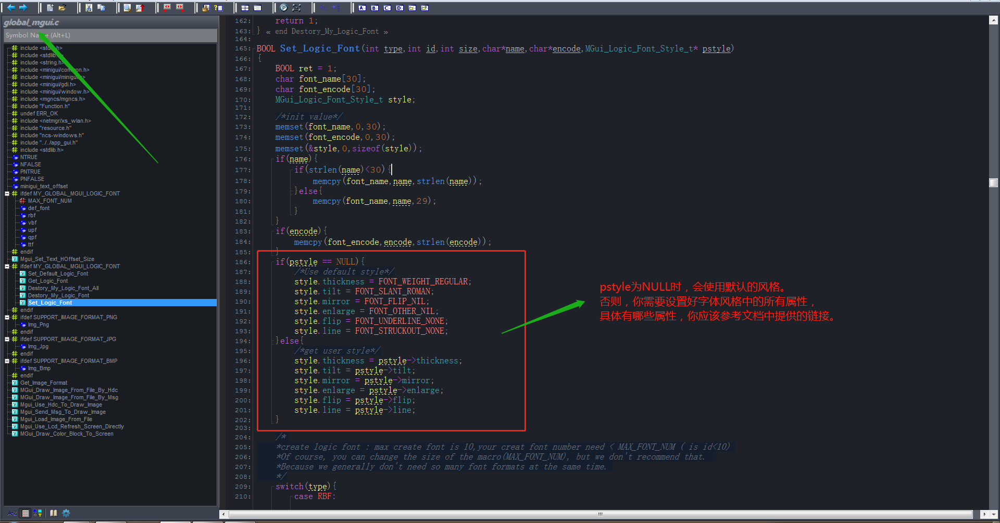 global_mgui.c
Symbol Name (Alt+L)
include <stdio.h>
include <stdlib.h>
include <string.h>
include <minigui/common.h>
include <minigui/minigui.h>
include <minigui/gdi.h>
include <minigui/window.h>
include <mgncs/mgncs.h>
include "Function.h"
undef ERR_OK
include <netmgr/xs_wlan.h>
include "resource.h"
include "ncs-windows.h"
include "../../app_gui.h"
include <stdlib.h>
NTRUE
NFALSE
PNTRUE
PNFALSE
minigui_text_offset
ifdef MY_GLOBAL_MGUI_LOGIC_FONT
MAX_FONT_NUM
def_font
rbf
vbf
upf
qpf
ttf
endif
Mgui_Set_Text_HOffset_Size
ifdef MY_GLOBAL_MGUI_LOGIC_FONT
Set_Default_Logic_Font
Get_Logic_Font
Destory_My_Logic_Font_All
Destory_My_Logic_Font
Set_Logic_Font
endif
ifdef SUPPORT_IMAGE_FORMAT_PNG
Img_Png
endif
ifdef SUPPORT_IMAGE_FORMAT_JPG
Img_Jpg
endif
ifdef SUPPORT_IMAGE_FORMAT_BMP
Img_Bmp
endif
Get_Image_Format
MGui_Draw_Image_From_File_By_Hdc
MGui_Draw_Image_From_File_By_Msg
Mgui_Use_Hdc_To_Draw_Image
Mgui_Send_Msg_To_Draw_Image
Mgui_Load_Image_From_File
Mgui_Use_Lcd_Refresh_Screen_Directly
MGui_Draw_Color_Block_To_Screen
162: return 1;
163: } « end Destory_My_Logic_Font »
164:
165: BOOL Set_Logic_Font(int type,int id,int size,char*name,char*encode,MGui_Logic_Font_Style_t* pstyle)
166: {
167: BOOL ret = 1;
168: char font_name[30];
169: char font_encode[30];
170: MGui_Logic_Font_Style_t style;
171:
172: /*init value*/
173: memset(font_name,0,30);
174: memset(font_encode,0,30);
175: memset(&style,0,sizeof(style));
176: if(name){
177: if(strlen(name)<30){
178: memcpy(font_name,name,strlen(name));
179: }else{
180: memcpy(font_name,name,29);
181: }
182: }
183: if(encode){
184: memcpy(font_encode,encode,strlen(encode));
185: }
186: if(pstyle == NULL){
187: /*Use default style*/
188: style.thickness = FONT_WEIGHT_REGULAR;
189: style.tilt = FONT_SLANT_ROMAN;
190: style.mirror = FONT_FLIP_NIL;
191: style.enlarge = FONT_OTHER_NIL;
192: style.flip = FONT_UNDERLINE_NONE;
193: style.line = FONT_STRUCKOUT_NONE;
194: }else{
195: /*get user style*/
196: style.thickness = pstyle->thickness;
197: style.tilt = pstyle->tilt;
198: style.mirror = pstyle->mirror;
199: style.enlarge = pstyle->enlarge;
200: style.flip = pstyle->flip;
201: style.line = pstyle->line;
202: }
203:
204: /*
205: *create logic font : max create font is 10,your creat font number need < MAX_FONT_NUM ( is id<10)
206: *Of course, you can change the size of the macro(MAX_FONT_NUM), but we don't recommend that.
207: *Because we generally don't need so many font formats at the same time.
208: */
209: switch(type){
210: case RBF:
pstyle为NULL时，会使用默认的风格。
否则，你需要设置好字体风格中的所有属性，
具体有哪些属性，你应该参考文档中提供的链接。